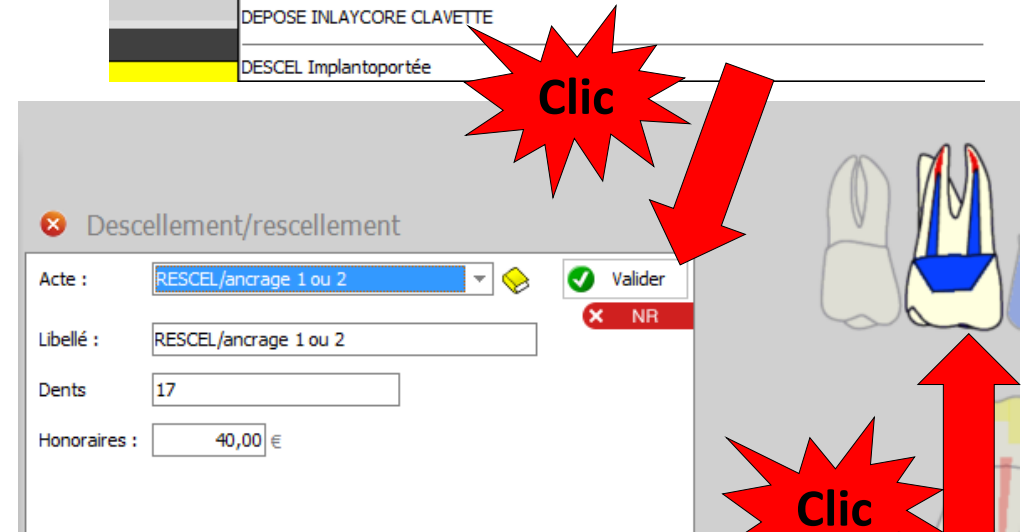 DEPOSE INLAYCORE CLAVETTE
DESCEL Implantoportée
Clic
Descellement/rescellement
Acte :
RESCEL/ancrage 1 ou 2
Valider
NR
Libellé :
RESCEL/ancrage 1 ou 2
Dents
17
Honoraires :
40,00 €
Clic